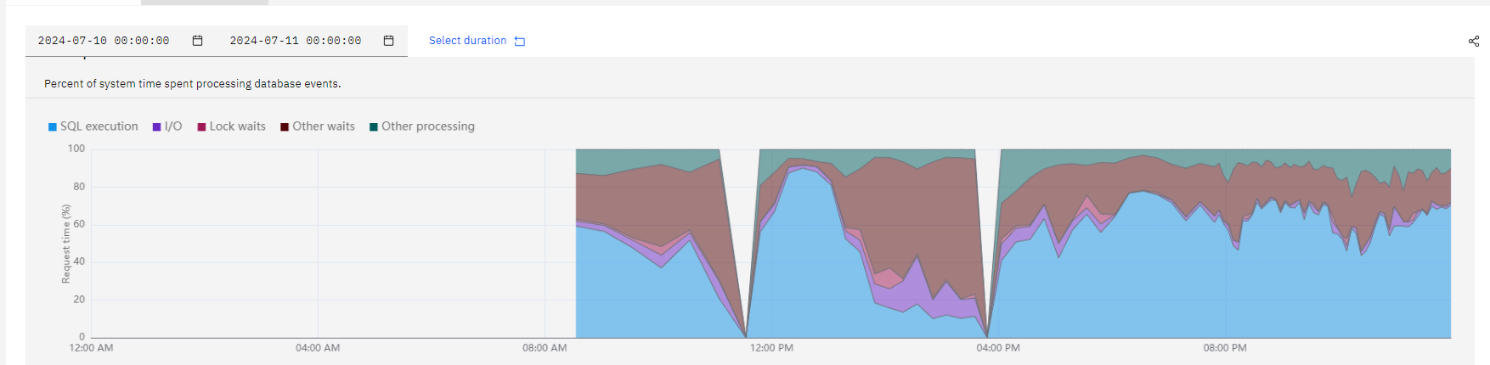 2024-07-10 00:00:00 2024-07-11 00:00:00 Select duration
Percent of system time spent processing database events.
SQL execution I/O Lock waits Other waits Other processing
100
80
60
40
20
0
Request time (%)
12:00 AM 04:00 AM 08:00 AM 12:00 PM 04:00 PM 08:00 PM